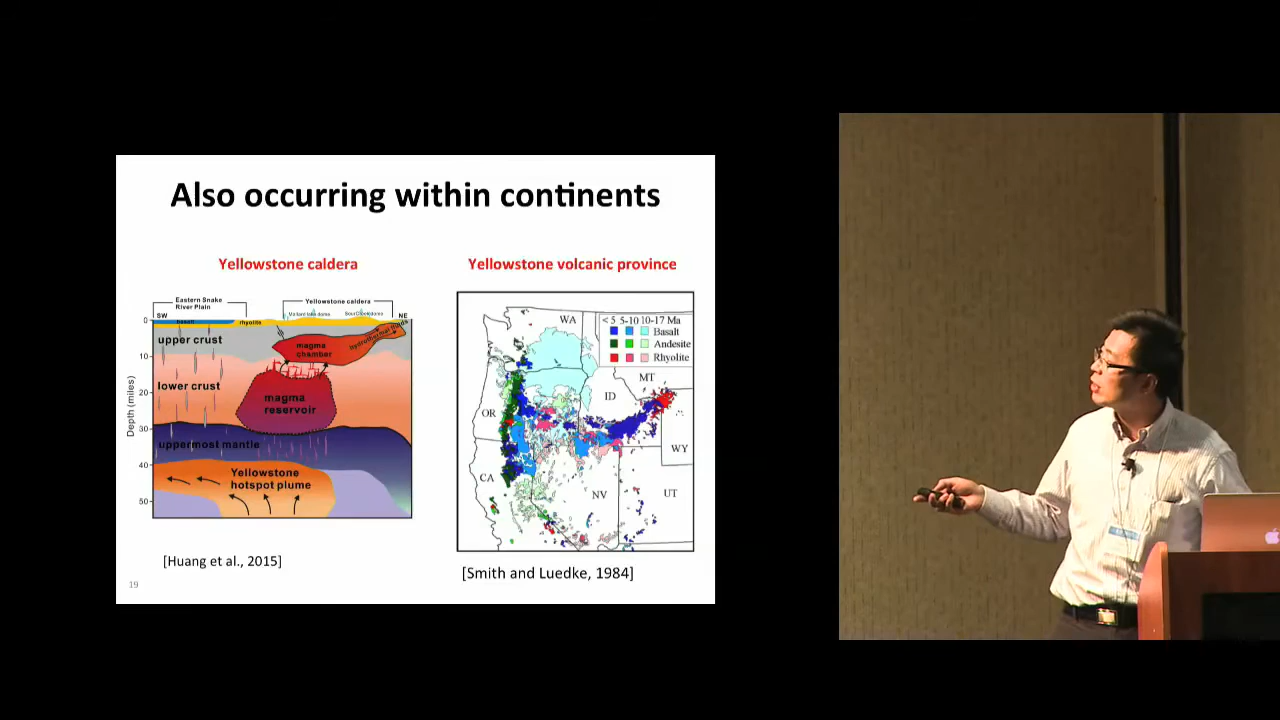 Also occurring within continents
Yellowstone caldera
Eastern Snake
River Plain
Yellowstone caldera
SW
NE
basalt
rhyolite
0
upper crust
magma
chamber
hydrothermal fluids
10
lower crust
20
magma
reservoir
30
uppermost mantle
40
Yellowstone
hotspot plume
50
Depth (miles)
[Huang et al., 2015]
19
Yellowstone volcanic province
WA
< 5 5-10 10-17 Ma
Basalt
Andesite
Rhyolite
MT
ID
OR
WY
CA
NV
UT
[Smith and Luedke, 1984]